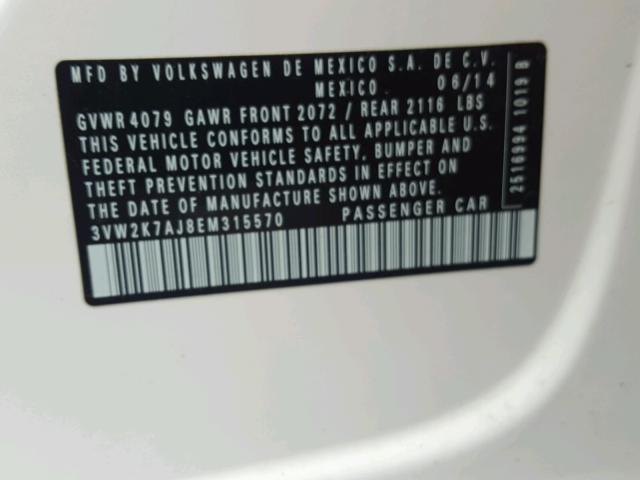 MFD BY VOLKSWAGEN DE MEXICO S.A. DE C.V.
MEXICO 06/14
GVWR 4079 GAWR FRONT 2072 / REAR 2116 LBS
THIS VEHICLE CONFORMS TO ALL APPLICABLE U.S.
FEDERAL MOTOR VEHICLE SAFETY, BUMPER AND
THEFT PREVENTION STANDARDS IN EFFECT ON
THE DATE OF MANUFACTURE SHOWN ABOVE.
3VW2K7AJ8EM315570 PASSENGER CAR
2616994 1019 B